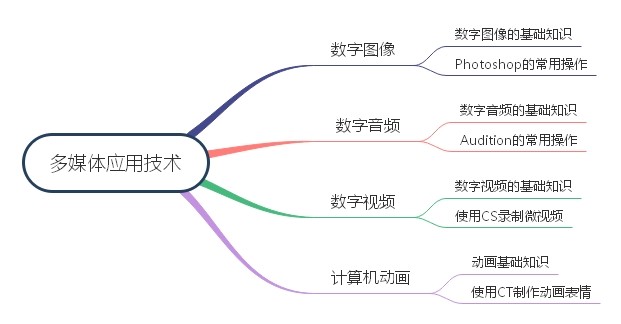 多媒体应用技术
数字图像
数字图像的基础知识
Photoshop的常用操作
数字音频
数字音频的基础知识
Audition的常用操作
数字视频
数字视频的基础知识
使用CS录制微视频
计算机动画
动画基础知识
使用CT制作动画表情